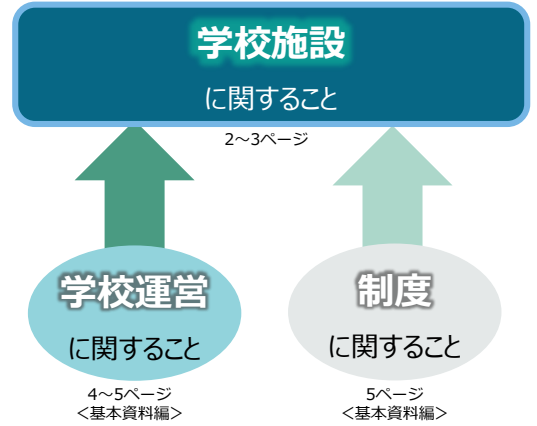 学校施設
に関すること
2～3ページ
学校運営
に関すること
4～5ページ
<基本資料編>
制度
に関すること
5ページ
<基本資料編>